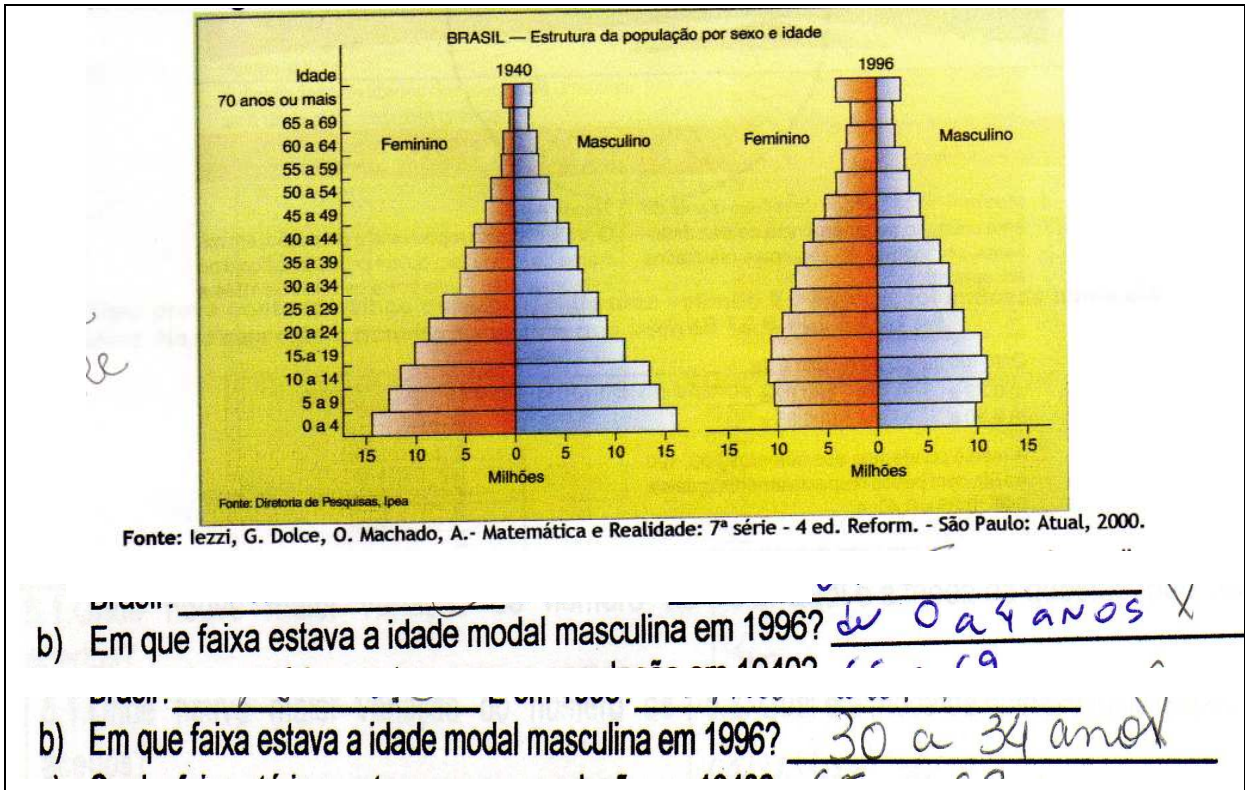 BRASIL — Estrutura da população por sexo e idade
Idade 1940 1996
70 anos ou mais
65 a 69
60 a 64 Feminino Masculino Feminino Masculino
55 a 59
50 a 54
45 a 49
40 a 44
35 a 39
30 a 34
25 a 29
20 a 24
15 a 19
10 a 14
5 a 9
0 a 4
15 10 5 0 5 10 15 15 10 5 0 5 10 15
Milhões Milhões
Fonte: Diretoria de Pesquisas, Ipea
Fonte: Iezzi, G. Dolce, O. Machado, A.- Matemática e Realidade: 7ª série - 4 ed. Reform. - São Paulo: Atual, 2000.
b) Em que faixa estava a idade modal masculina em 1996? de 0 a 4 anos X
b) Em que faixa estava a idade modal masculina em 1996? 30 a 34 anos X